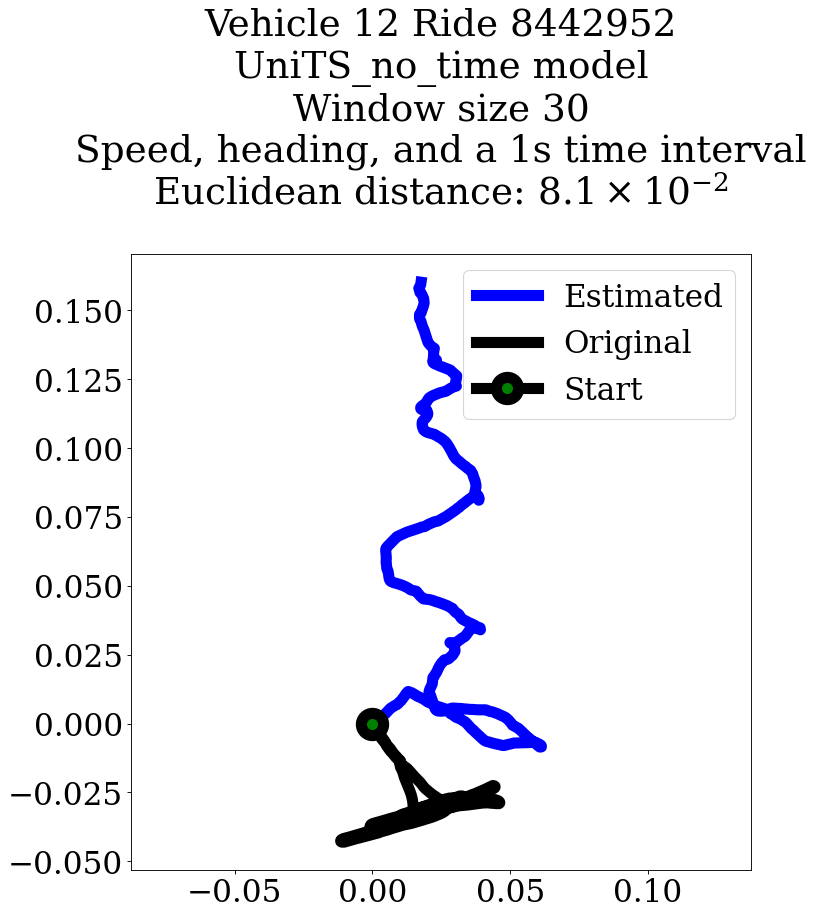 Vehicle 12 Ride 8442952
UniTS_no_time model
Window size 30
Speed, heading, and a 1s time interval
Euclidean distance: 8.1 × 10⁻²
Estimated
Original
Start
0.150
0.125
0.100
0.075
0.050
0.025
0.000
−0.025
−0.050
−0.05 0.00 0.05 0.10